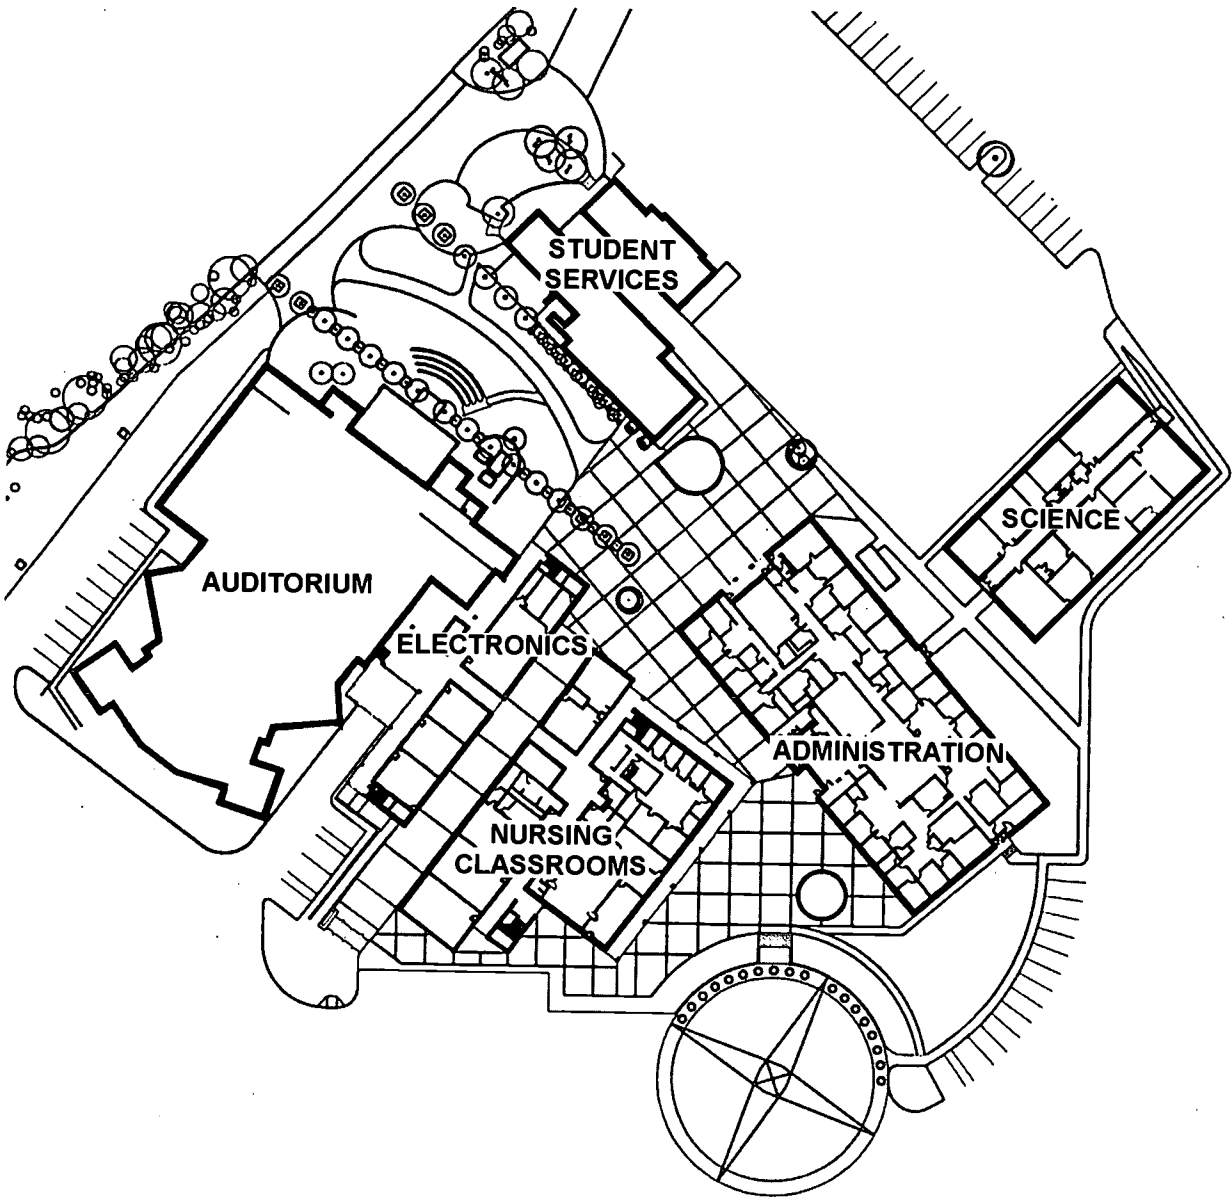 STUDENT
SERVICES
SCIENCE
AUDITORIUM
ELECTRONICS
ADMINISTRATION
NURSING
CLASSROOMS